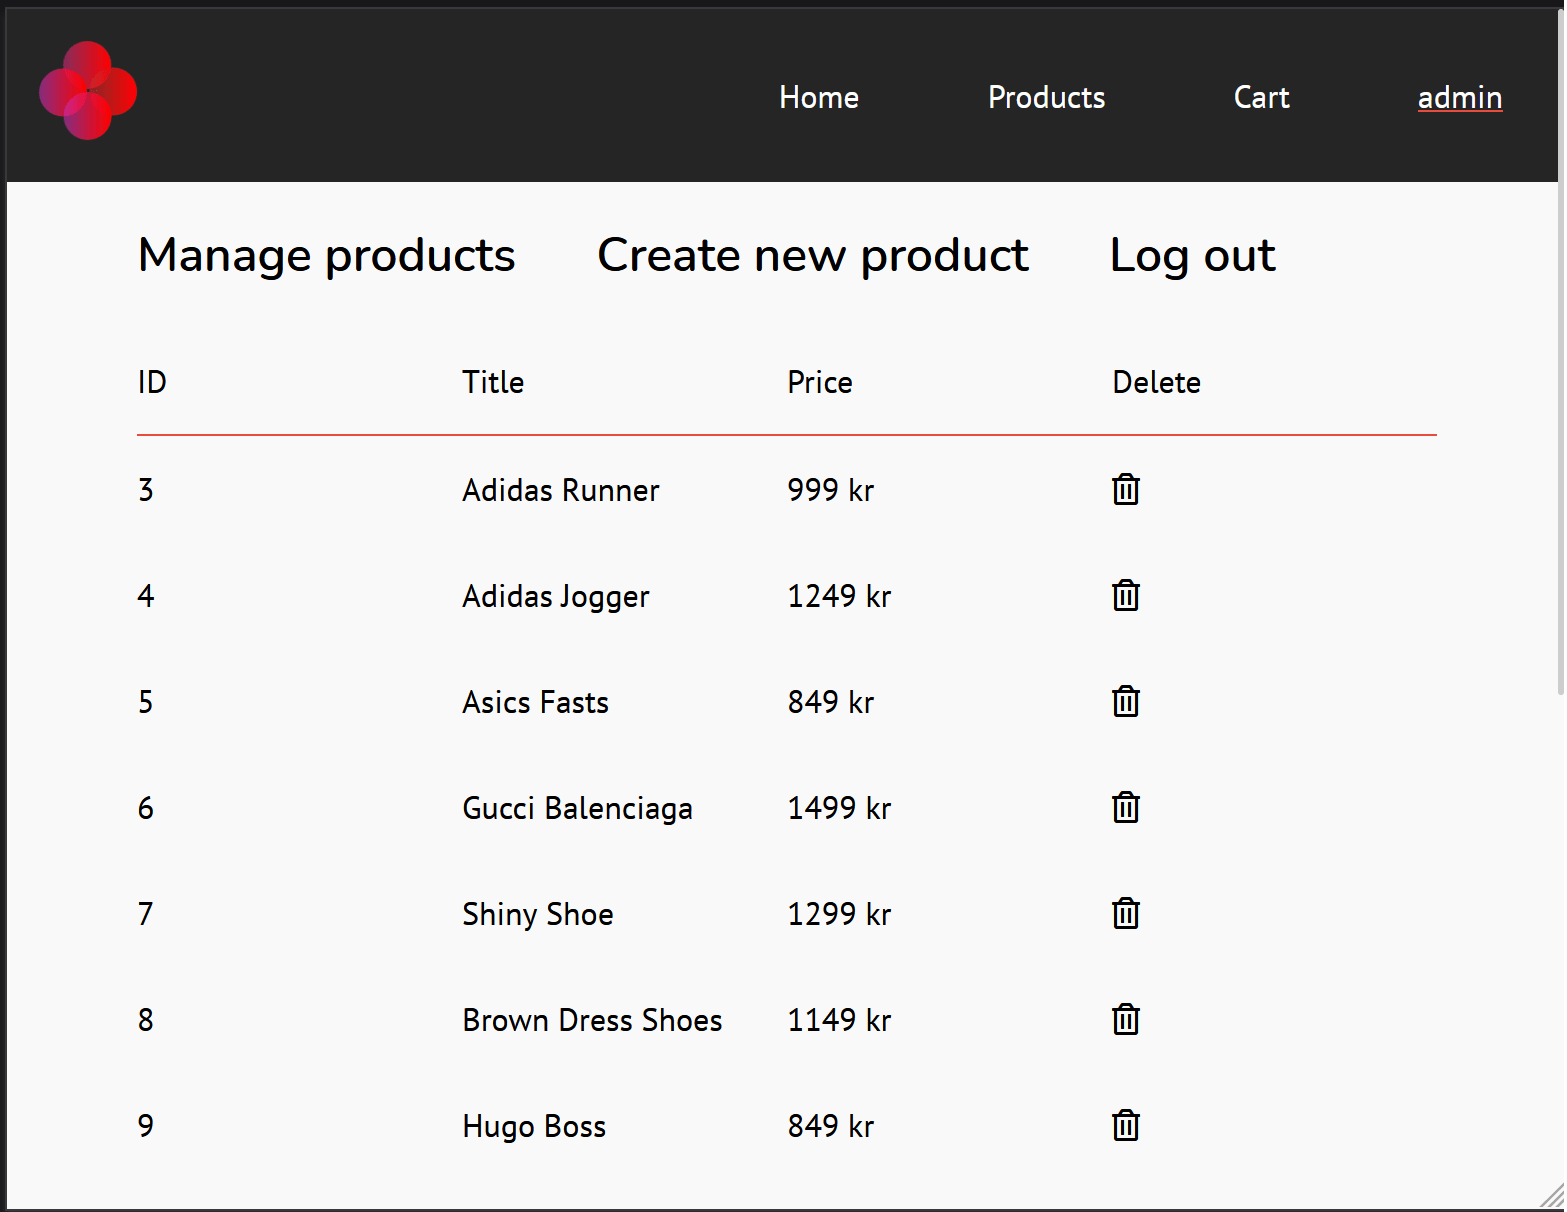 Home Products Cart admin
Manage products Create new product Log out
ID Title Price Delete
3 Adidas Runner 999 kr
4 Adidas Jogger 1249 kr
5 Asics Fasts 849 kr
6 Gucci Balenciaga 1499 kr
7 Shiny Shoe 1299 kr
8 Brown Dress Shoes 1149 kr
9 Hugo Boss 849 kr